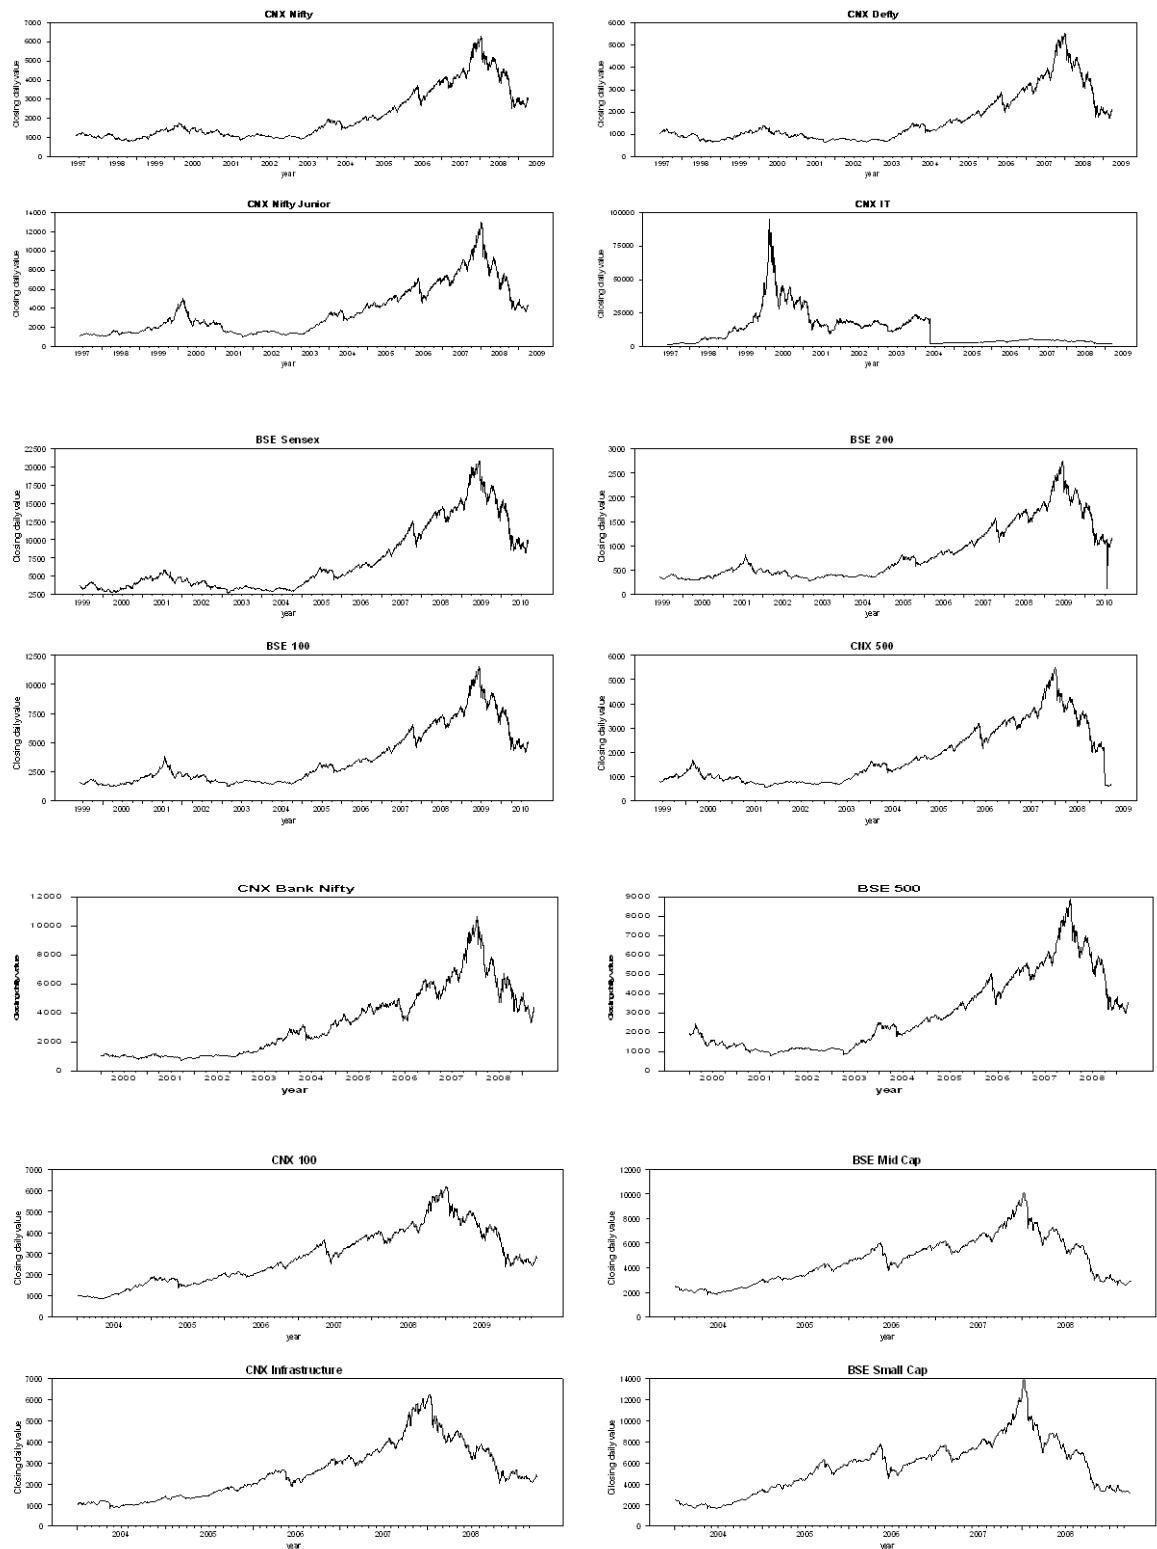 CNX Nifty
Closing daily value
7000
6000
5000
4000
3000
2000
1000
0
1997 1998 1999 2000 2001 2002 2003 2004 2005 2006 2007 2008 2009
year
CNX Defty
Closing daily value
6000
5000
4000
3000
2000
1000
0
1997 1998 1999 2000 2001 2002 2003 2004 2005 2006 2007 2008 2009
year
CNX Nifty Junior
Closing daily value
14000
12000
10000
8000
6000
4000
2000
0
1997 1998 1999 2000 2001 2002 2003 2004 2005 2006 2007 2008 2009
year
CNX IT
Closing daily value
100000
75000
50000
25000
0
1997 1998 1999 2000 2001 2002 2003 2004 2005 2006 2007 2008 2009
year
BSE Sensex
Closing daily value
22500
20000
17500
15000
12500
10000
7500
5000
2500
1999 2000 2001 2002 2003 2004 2005 2006 2007 2008 2009 2010
year
BSE 200
Closing daily value
3000
2500
2000
1500
1000
500
0
1999 2000 2001 2002 2003 2004 2005 2006 2007 2008 2009 2010
year
BSE 100
Closing daily value
12500
10000
7500
5000
2500
0
1999 2000 2001 2002 2003 2004 2005 2006 2007 2008 2009 2010
year
CNX 500
Closing daily value
6000
5000
4000
3000
2000
1000
0
1999 2000 2001 2002 2003 2004 2005 2006 2007 2008 2009
year
CNX Bank Nifty
12000
10000
8000
6000
4000
2000
0
2000 2001 2002 2003 2004 2005 2006 2007 2008
year
BSE 500
9000
8000
7000
6000
5000
4000
3000
2000
1000
0
2000 2001 2002 2003 2004 2005 2006 2007 2008
year
CNX 100
Closing daily value
7000
6000
5000
4000
3000
2000
1000
0
2004 2005 2006 2007 2008 2009
year
BSE Mid Cap
Closing daily value
12000
10000
8000
6000
4000
2000
0
2004 2005 2006 2007 2008
year
CNX Infrastructure
Closing daily value
7000
6000
5000
4000
3000
2000
1000
0
2004 2005 2006 2007 2008
year
BSE Small Cap
Closing daily value
14000
12000
10000
8000
6000
4000
2000
0
2004 2005 2006 2007 2008
year